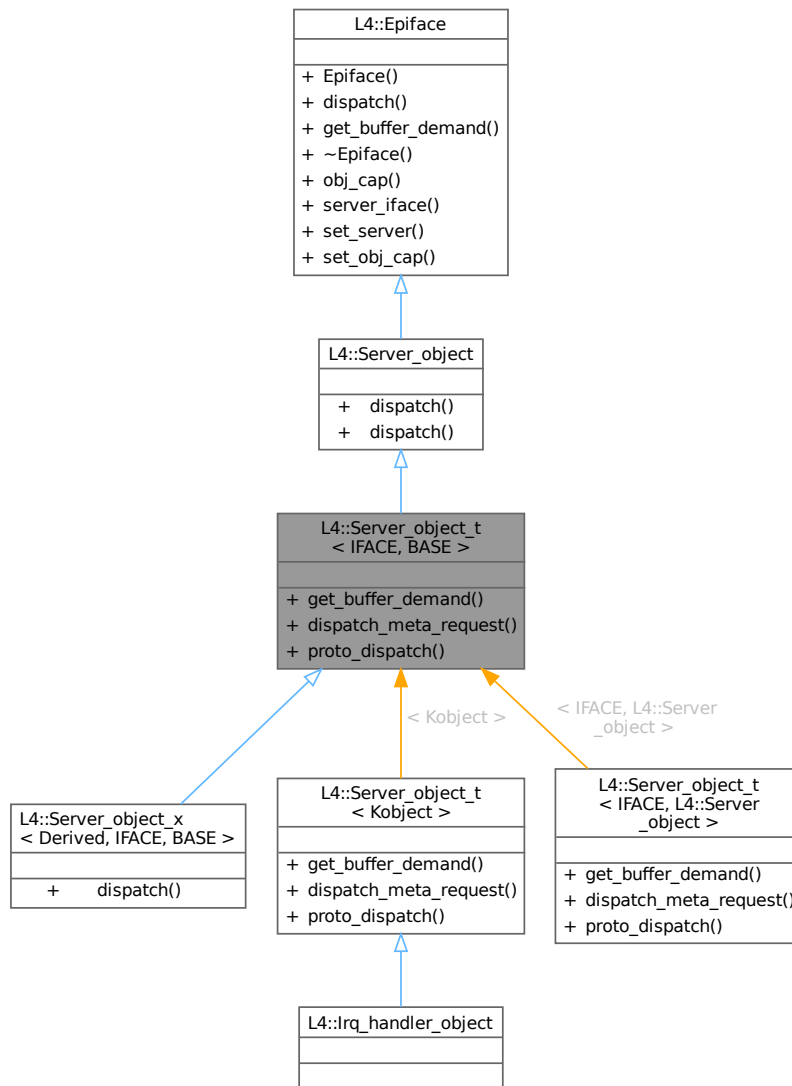 L4::Epiface
+ Epiface()
+ dispatch()
+ get_buffer_demand()
+ ~Epiface()
+ obj_cap()
+ server_iface()
+ set_server()
+ set_obj_cap()
L4::Server_object
+ dispatch()
+ dispatch()
L4::Server_object_t
< IFACE, BASE >
+ get_buffer_demand()
+ dispatch_meta_request()
+ proto_dispatch()
< Kobject >
< IFACE, L4::Server
_object >
L4::Server_object_x
< Derived, IFACE, BASE >
+ dispatch()
L4::Server_object_t
< Kobject >
+ get_buffer_demand()
+ dispatch_meta_request()
+ proto_dispatch()
L4::Server_object_t
< IFACE, L4::Server
_object >
+ get_buffer_demand()
+ dispatch_meta_request()
+ proto_dispatch()
L4::Irq_handler_object